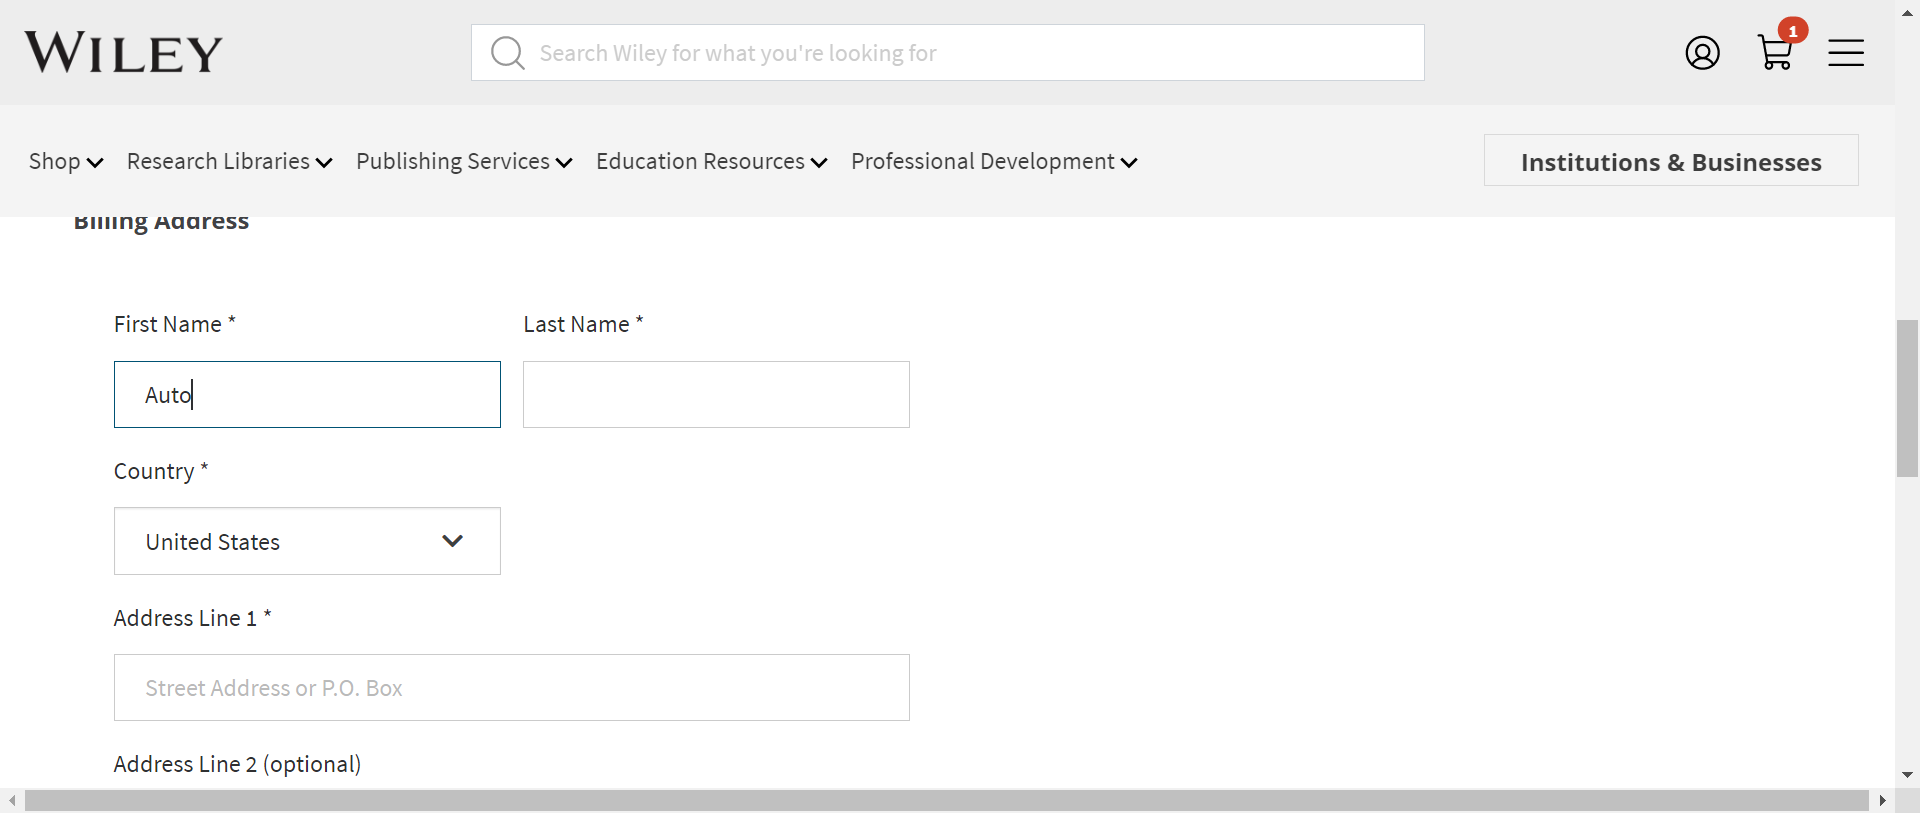 WILEY
Search Wiley for what you're looking for
1
Shop
Research Libraries
Publishing Services
Education Resources
Professional Development
Institutions & Businesses
Billing Address
First Name *
Last Name *
Auto
Country *
United States
Address Line 1 *
Street Address or P.O. Box
Address Line 2 (optional)